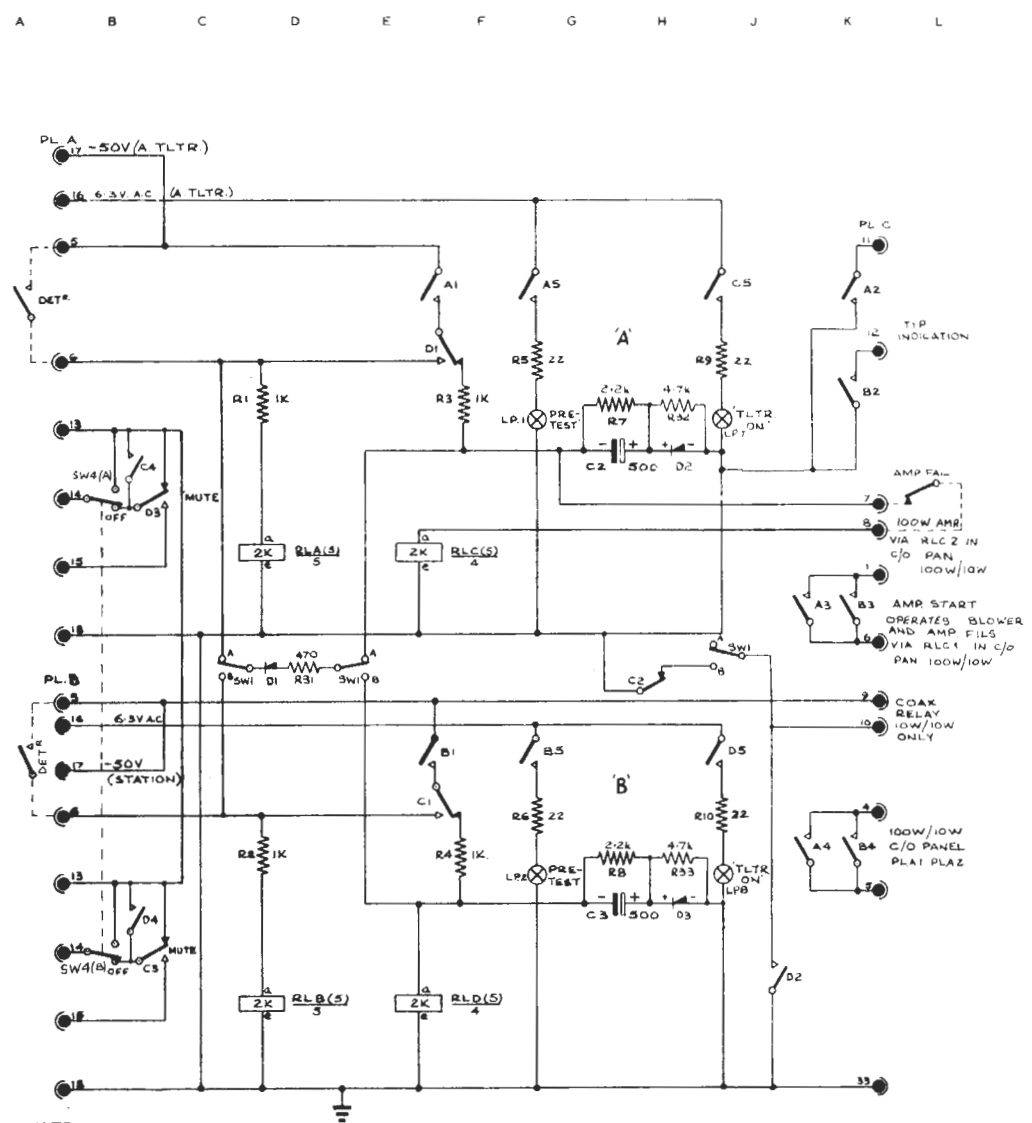 A B C D E F G H J K L
PL. A
17 -50V (A. TLTR.)
16 6·3V. A.C. (A TLTR.)
5
DETR.
6
A1
D1
R1 1K
R3 1K
A5
R5 22
LP.1
PRE-
TEST
'A'
C5
R9 22
'TLTR
ON'
LP7
2·2K
R7
4·7K
R32
- +
C2 500
+ -
D2
PL C
11
A2
12
TYP
INDICATION
B2
AMP. FAIL
7
8
100W AMP.
VIA RLC 2 IN
C/O PAN
100W/10W
1
A3 B3
AMP. START
OPERATES BLOWER
AND AMP. FILS
VIA RLC1 IN C/O
PAN 100W/10W
6
13
SW4(A)
C4
14
OFF
D3
MUTE
15
a
2K
e
RLA(5)
5
a
2K
e
RLC(5)
4
18
A
B
SW1
D1
470
R31
SW1
A
B
A
SW1
B
C2
PL. B
5
16 6·3V A.C
DETR
17 -50V
(STATION)
6
9
COAX
RELAY
10
10W/10W
ONLY
B1
C1
B5
D5
'B'
R2 1K
R4 1K.
R6 22
R10 22
LP2
PRE-
TEST
2·2K
R8
4·7K
R33
'TLTR
ON'
LP8
- +
C3 500
+ -
D3
4
A4 B4
100W/10W
C/O PANEL
PLA1 PLA2
13
D4
14
SW4(B)
OFF
C3
MUTE
15
a
2K
e
RLB(5)
5
a
2K
e
RLD(5)
4
D2
18
33